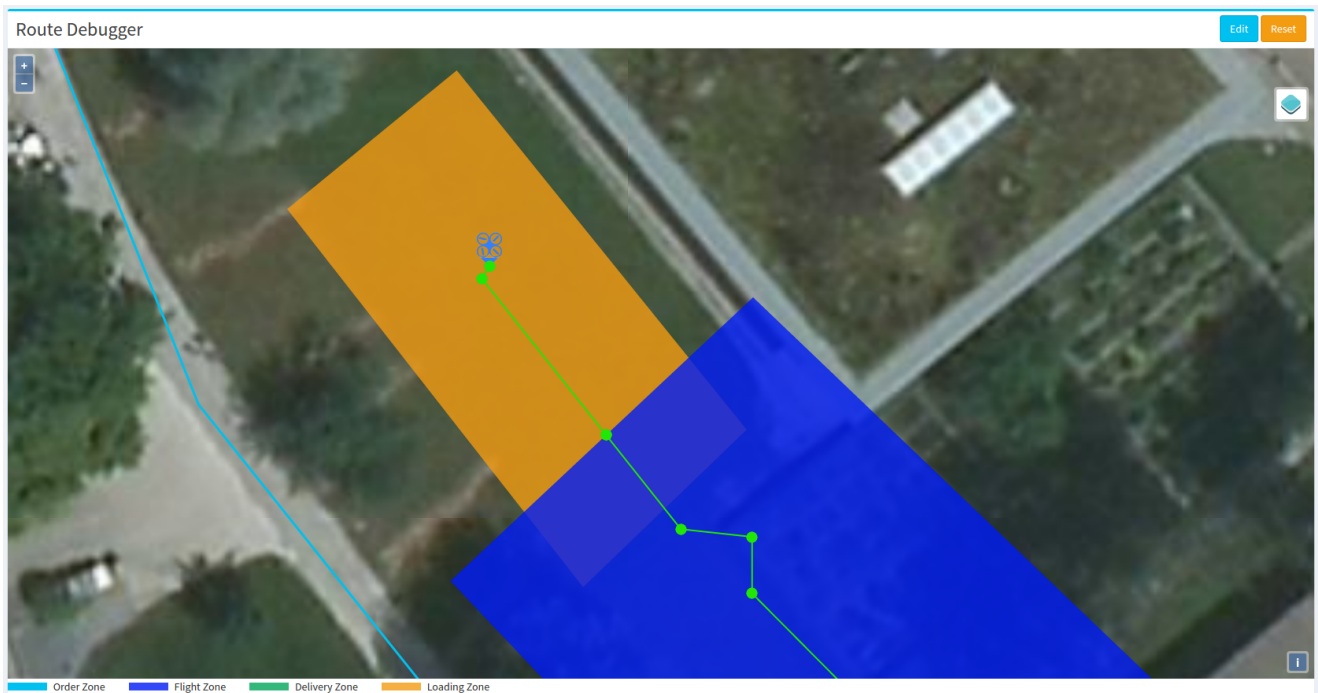 Route Debugger
Edit
Reset
+
−
i
Order Zone
Flight Zone
Delivery Zone
Loading Zone